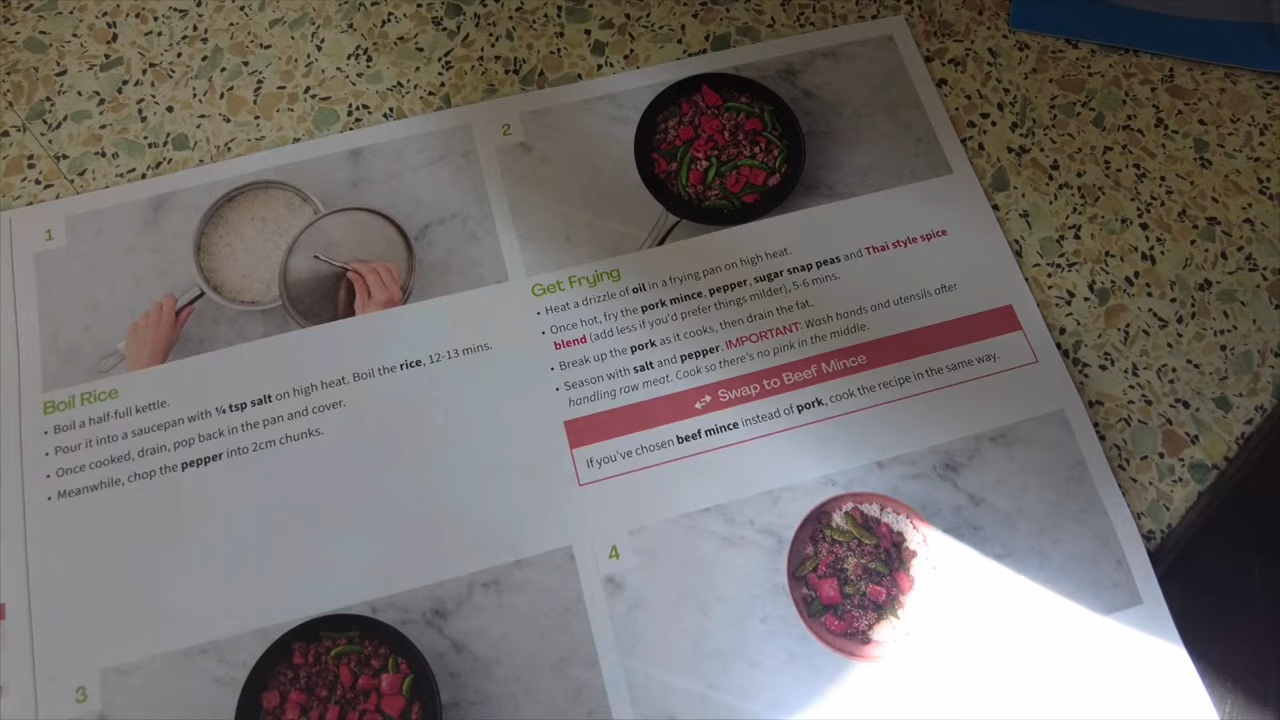 1
Boil Rice
• Boil a half-full kettle.
• Pour it into a saucepan with ¼ tsp salt on high heat. Boil the rice, 12-13 mins.
• Once cooked, drain, pop back in the pan and cover.
• Meanwhile, chop the pepper into 2cm chunks.
2
Get Frying
• Heat a drizzle of oil in a frying pan on high heat.
• Once hot, fry the pork mince, pepper, sugar snap peas and Thai style spice
blend (add less if you'd prefer things milder), 5-6 mins.
• Break up the pork as it cooks, then drain the fat.
• Season with salt and pepper. IMPORTANT: Wash hands and utensils after
handling raw meat. Cook so there's no pink in the middle.
Swap to Beef Mince
If you've chosen beef mince instead of pork, cook the recipe in the same way.
3
4